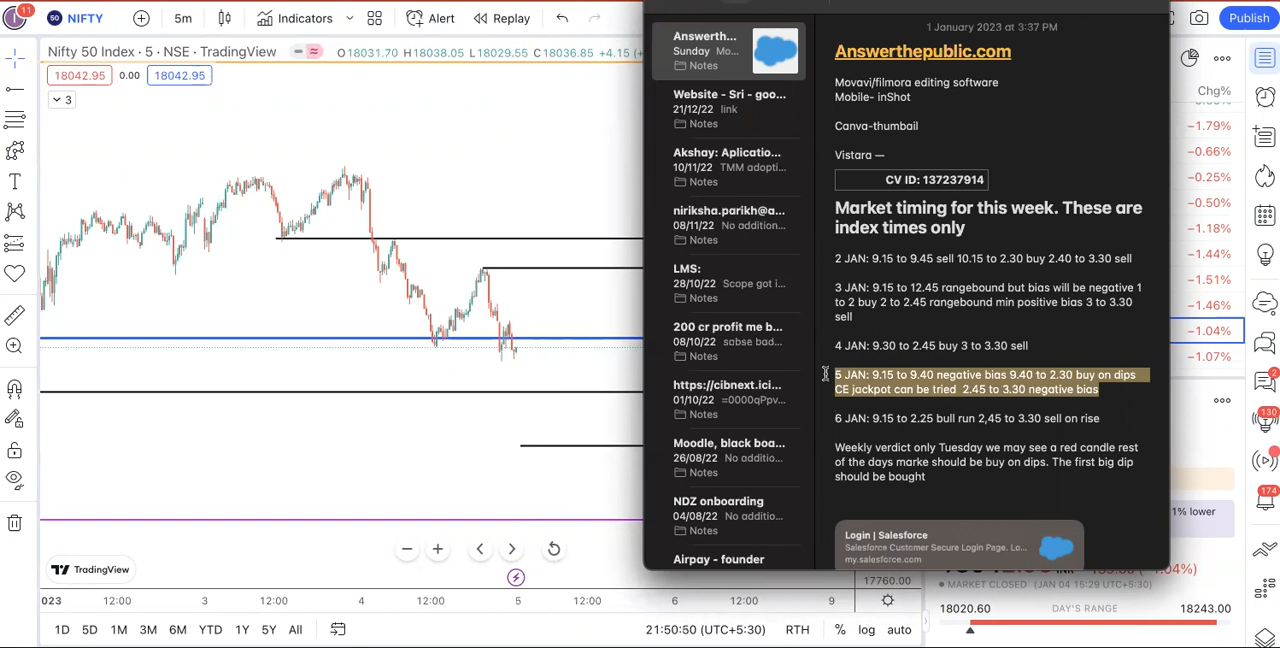 11
NIFTY
5m
Indicators
Alert
Replay
Publish
Nifty 50 Index · 5 · NSE · TradingView
O18031.70 H18038.05 L18029.55 C18036.85 +4.15
18042.95 0.00 18042.95
3
Answerth...
Sunday Mo...
Notes
Website - Sri - goo...
21/12/22 link
Notes
Akshay: Aplicatio...
10/11/22 TMM adopti...
Notes
niriksha.parikh@a...
08/11/22 No addition...
Notes
LMS:
28/10/22 Scope got i...
Notes
200 cr profit me b...
08/10/22 sabse bad...
Notes
https://cibnext.ici...
01/10/22 =0000qPpv...
Notes
Moodle, black boa...
26/08/22 No additio...
Notes
NDZ onboarding
04/08/22 No additio...
Notes
Airpay - founder
1 January 2023 at 3:37 PM
Answerthepublic.com
Movavi/filmora editing software
Mobile- inShot
Canva-thumbail
Vistara —
CV ID: 137237914
Market timing for this week. These are
index times only
2 JAN: 9.15 to 9.45 sell 10.15 to 2.30 buy 2.40 to 3.30 sell
3 JAN: 9.15 to 12.45 rangebound but bias will be negative 1
to 2 buy 2 to 2.45 rangebound min positive bias 3 to 3.30
sell
4 JAN: 9.30 to 2.45 buy 3 to 3.30 sell
5 JAN: 9.15 to 9.40 negative bias 9.40 to 2.30 buy on dips
CE jackpot can be tried 2.45 to 3.30 negative bias
6 JAN: 9.15 to 2.25 bull run 2,45 to 3.30 sell on rise
Weekly verdict only Tuesday we may see a red candle rest
of the days marke should be buy on dips. The first big dip
should be bought
Login | Salesforce
Salesforce Customer Secure Login Page. Lo...
my.salesforce.com
Chg%
−1.79%
−0.66%
−0.25%
−0.50%
−1.18%
−1.44%
−1.51%
−1.46%
−1.04%
−1.07%
2
130
174
1% lower
MARKET CLOSED (JAN 04 15:29 UTC+5:30)
18020.60 DAY'S RANGE 18243.00
TradingView
17760.00
023 12:00 3 12:00 4 12:00 5 12:00 6 12:00 9
1D 5D 1M 3M 6M YTD 1Y 5Y All
21:50:50 (UTC+5:30) RTH % log auto